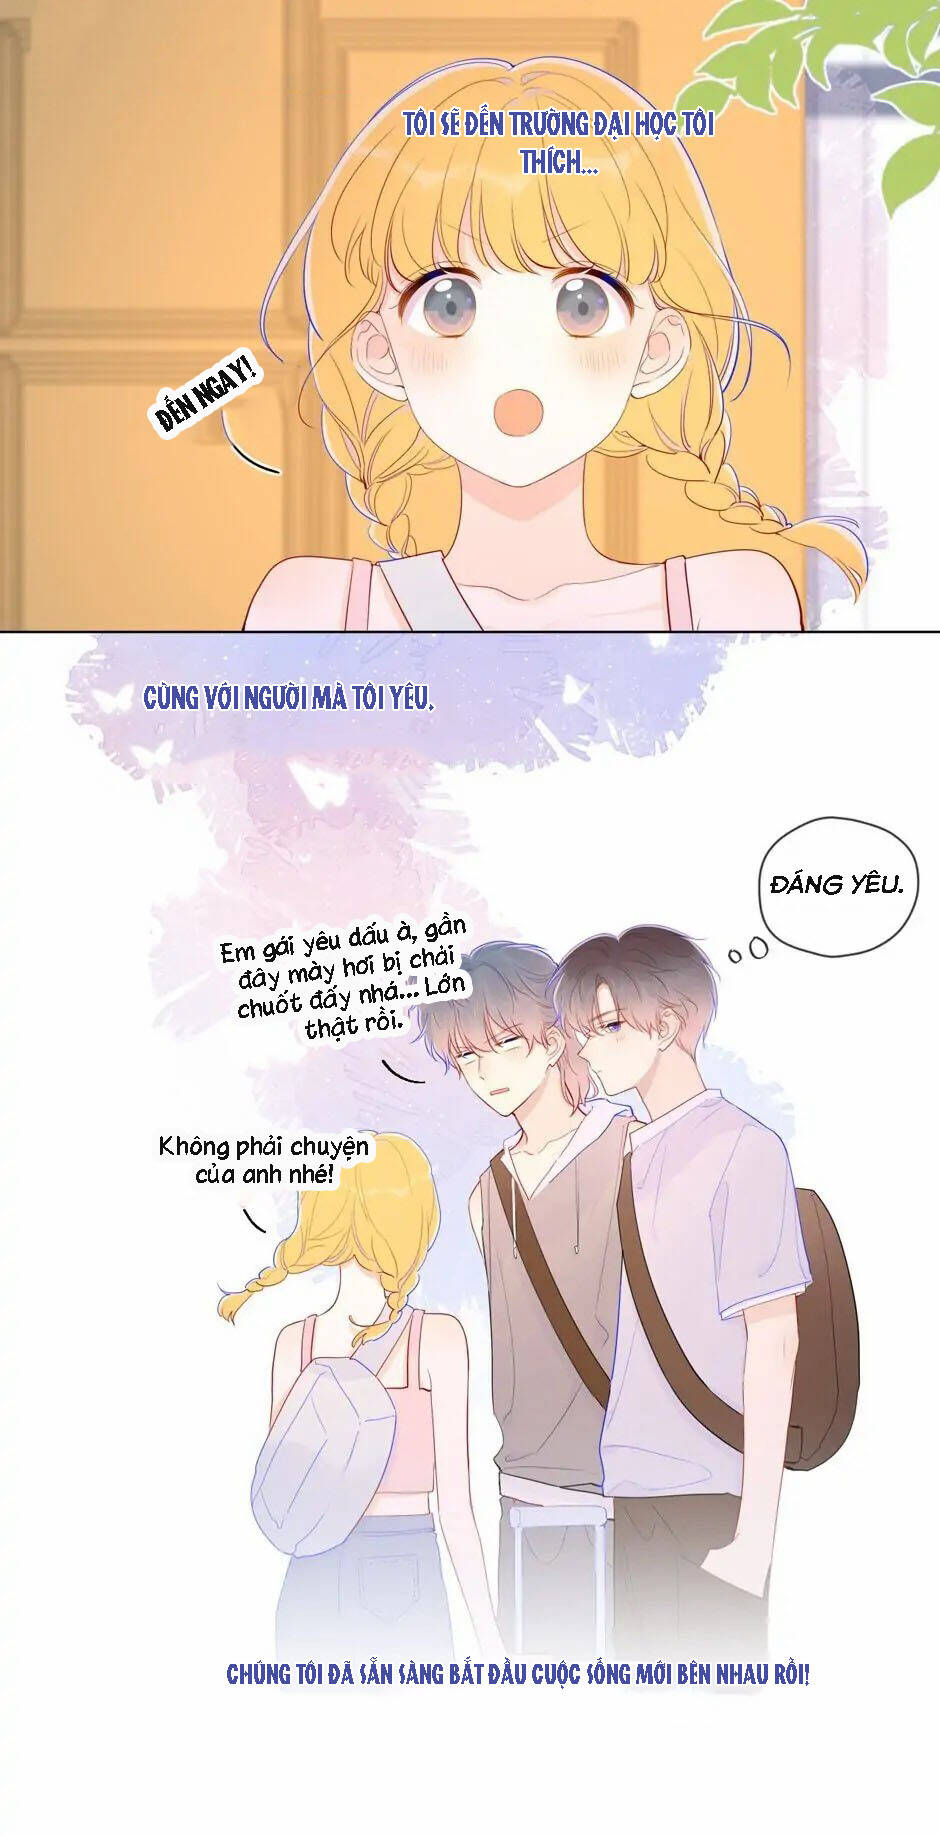 TÔI SẼ ĐẾN TRƯỜNG ĐẠI HỌC TÔI
THÍCH...
ĐẾN NGAY!
CÙNG VỚI NGƯỜI MÀ TÔI YÊU.
ĐÁNG YÊU.
Em gái yêu dấu à, gần
đây mày hơi bị chải
chuốt đấy nhá... Lớn
thật rồi.
Không phải chuyện
của anh nhé!
CHÚNG TÔI ĐÃ SẴN SÀNG BẮT ĐẦU CUỘC SỐNG MỚI BÊN NHAU RỒI!